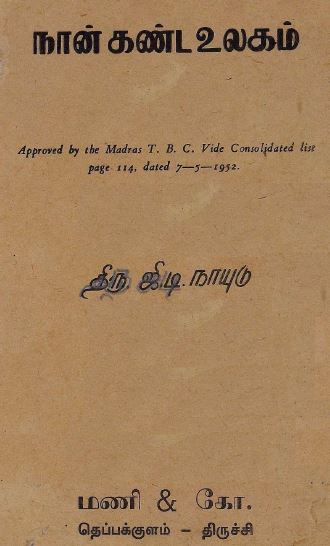 நான் கண்ட உலகம்
Approved by the Madras T. B. C. Vide Consolidated list
page 114, dated 7—5—1952.
திரு ஜி.டி. நாயுடு
மணி & கோ.
தெப்பக்குளம் – திருச்சி